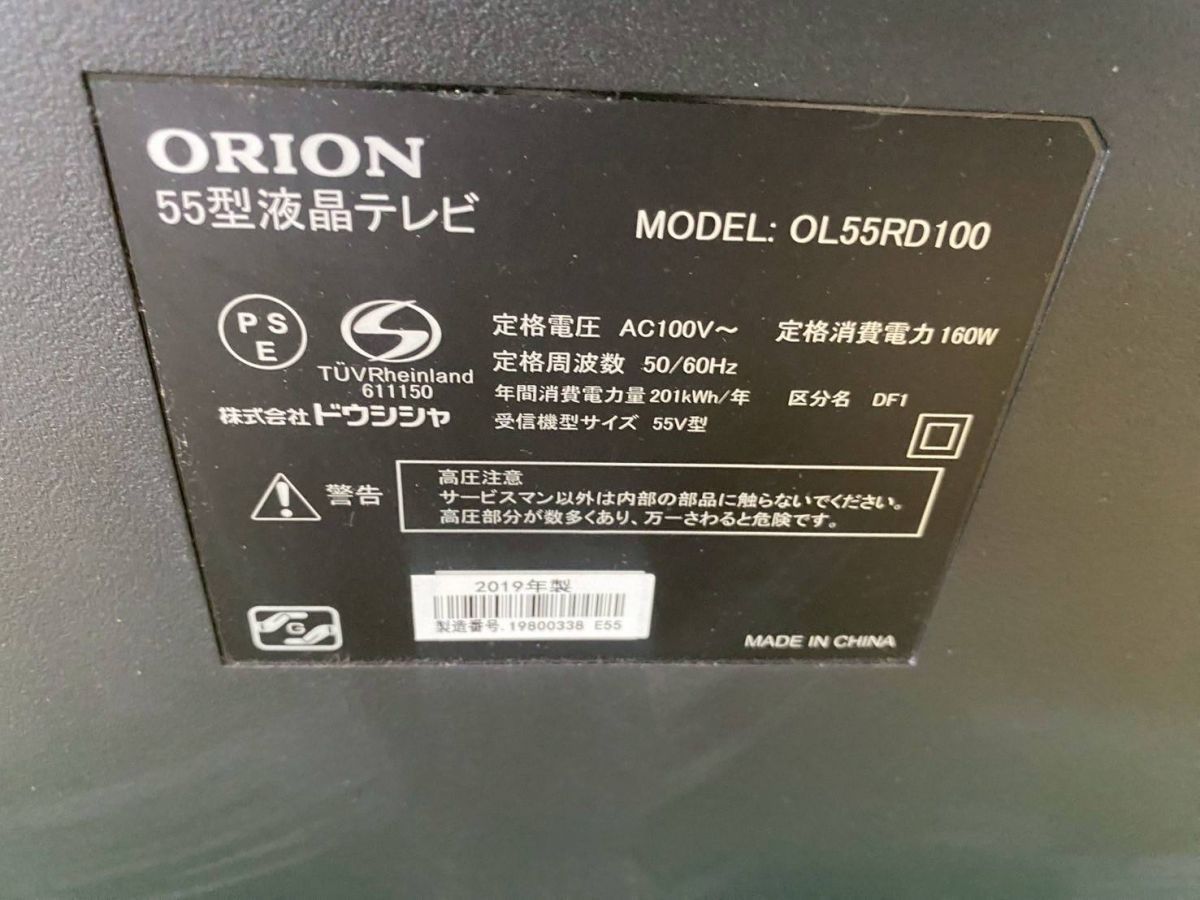 ORION
55型液晶テレビ
MODEL: OL55RD100
PS
E
TÜVRheinland
611150
株式会社ドウシシャ
定格電圧 AC100V～ 定格消費電力 160W
定格周波数 50/60Hz
年間消費電力量 201kWh/年 区分名 DF1
受信機型サイズ 55V型
警告
高圧注意
サービスマン以外は内部の部品に触らないでください。
高圧部分が数多くあり、万一さわると危険です。
2019年製
製造番号.19800338 E55
G
MADE IN CHINA